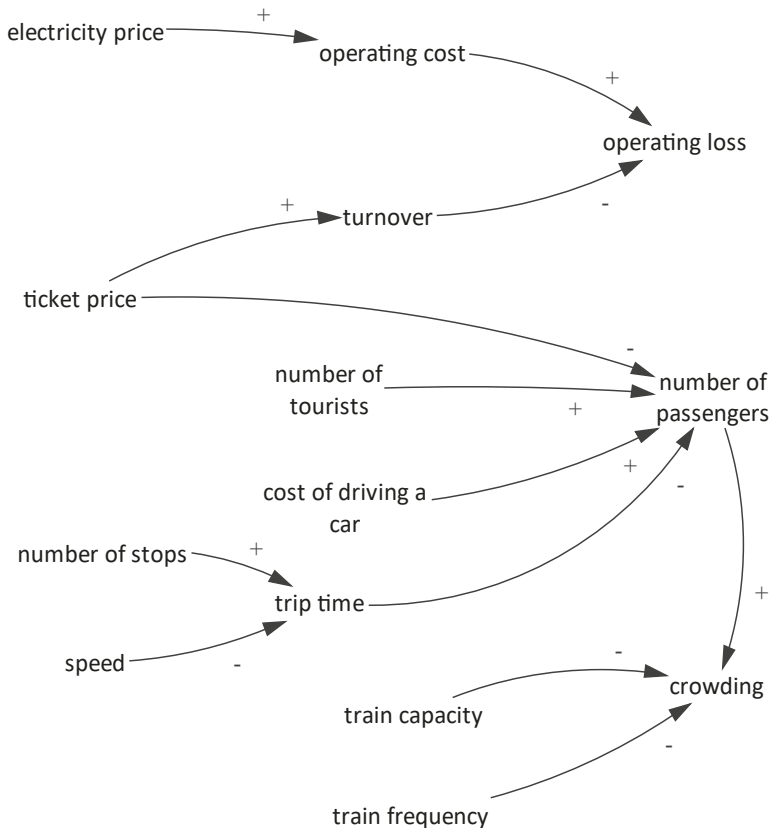 electricity price
+
operating cost
+
operating loss
+
turnover
-
ticket price
-
number of
tourists
+
number of
passengers
cost of driving a
car
+
-
number of stops
+
trip time
speed
-
+
-
crowding
train capacity
-
train frequency